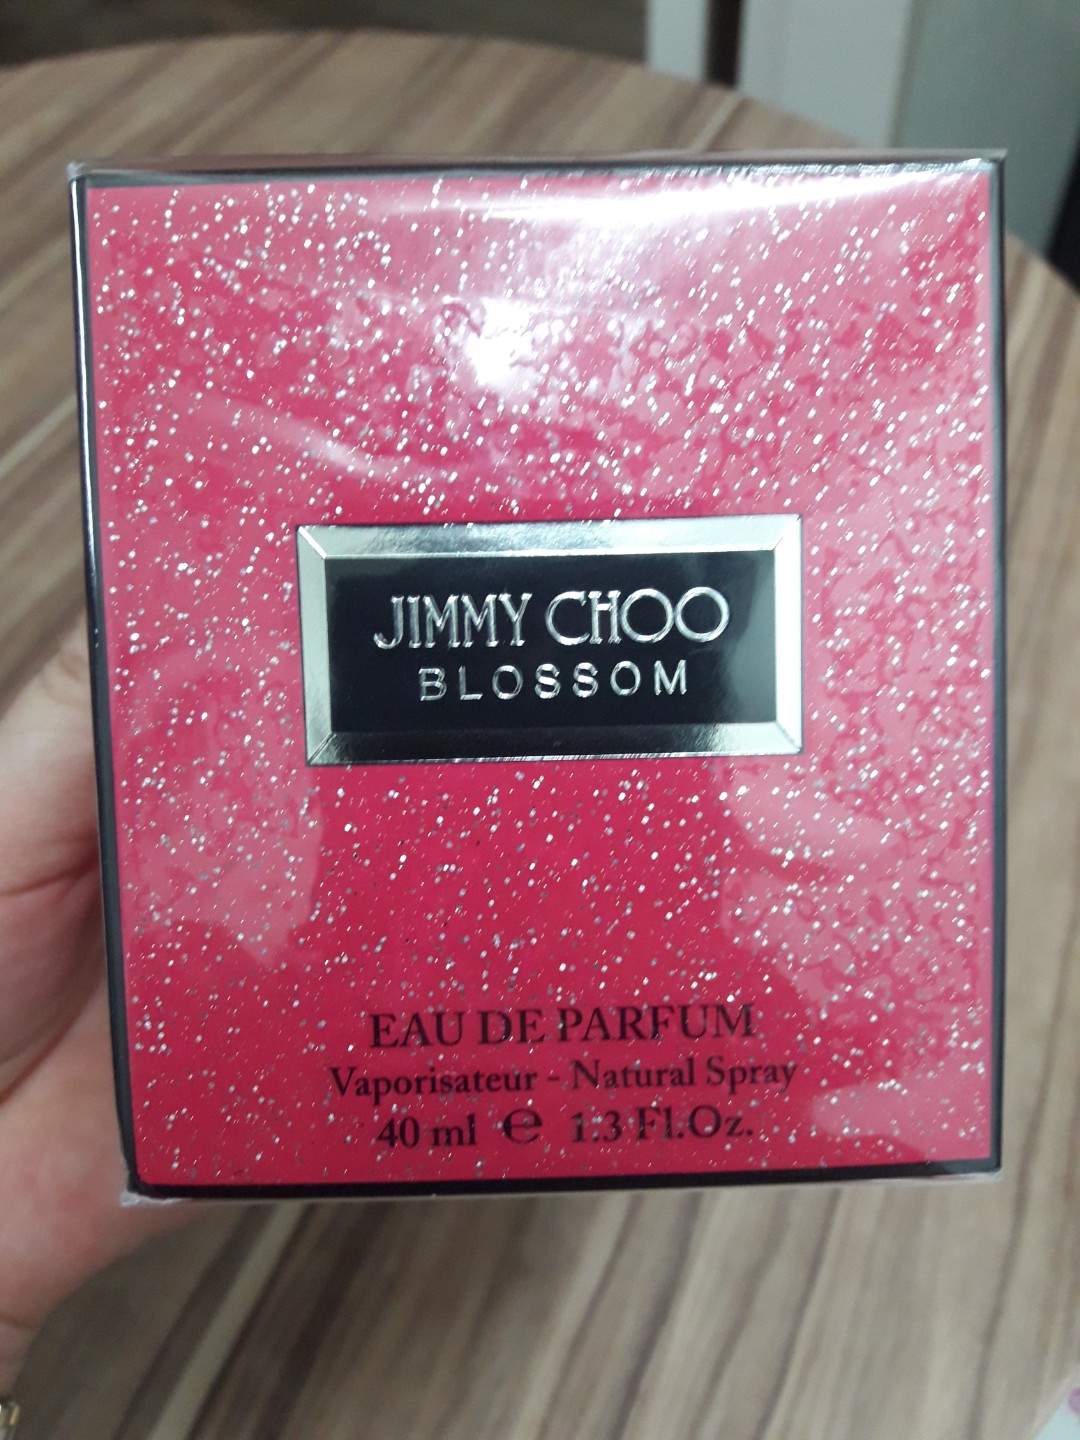 JIMMY CHOO
BLOSSOM
EAU DE PARFUM
Vaporisateur - Natural Spray
40 ml ℮ 1.3 Fl.Oz.